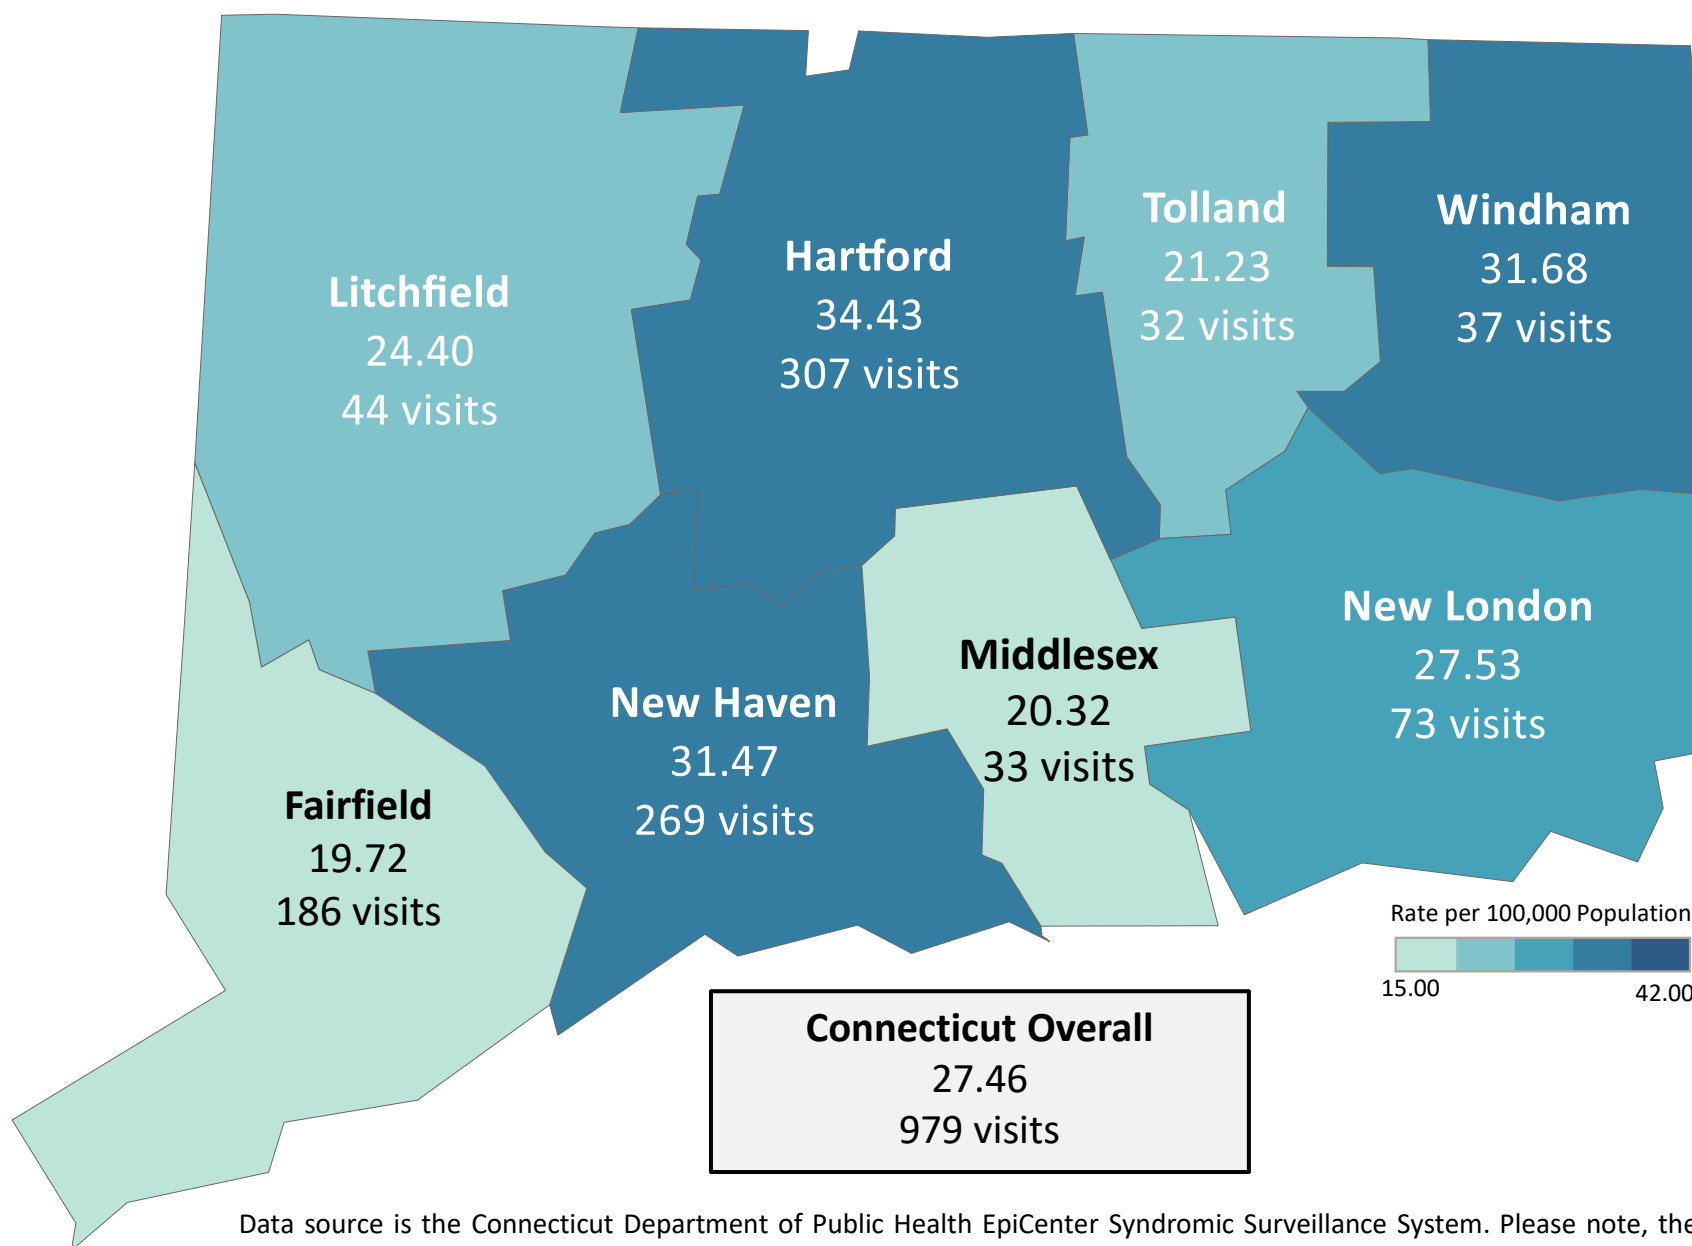 Litchfield
24.40
44 visits
Hartford
34.43
307 visits
Tolland
21.23
32 visits
Windham
31.68
37 visits
Fairfield
19.72
186 visits
New Haven
31.47
269 visits
Middlesex
20.32
33 visits
New London
27.53
73 visits
Rate per 100,000 Population
15.00
42.00
Connecticut Overall
27.46
979 visits
Data source is the Connecticut Department of Public Health EpiCenter Syndromic Surveillance System. Please note, the